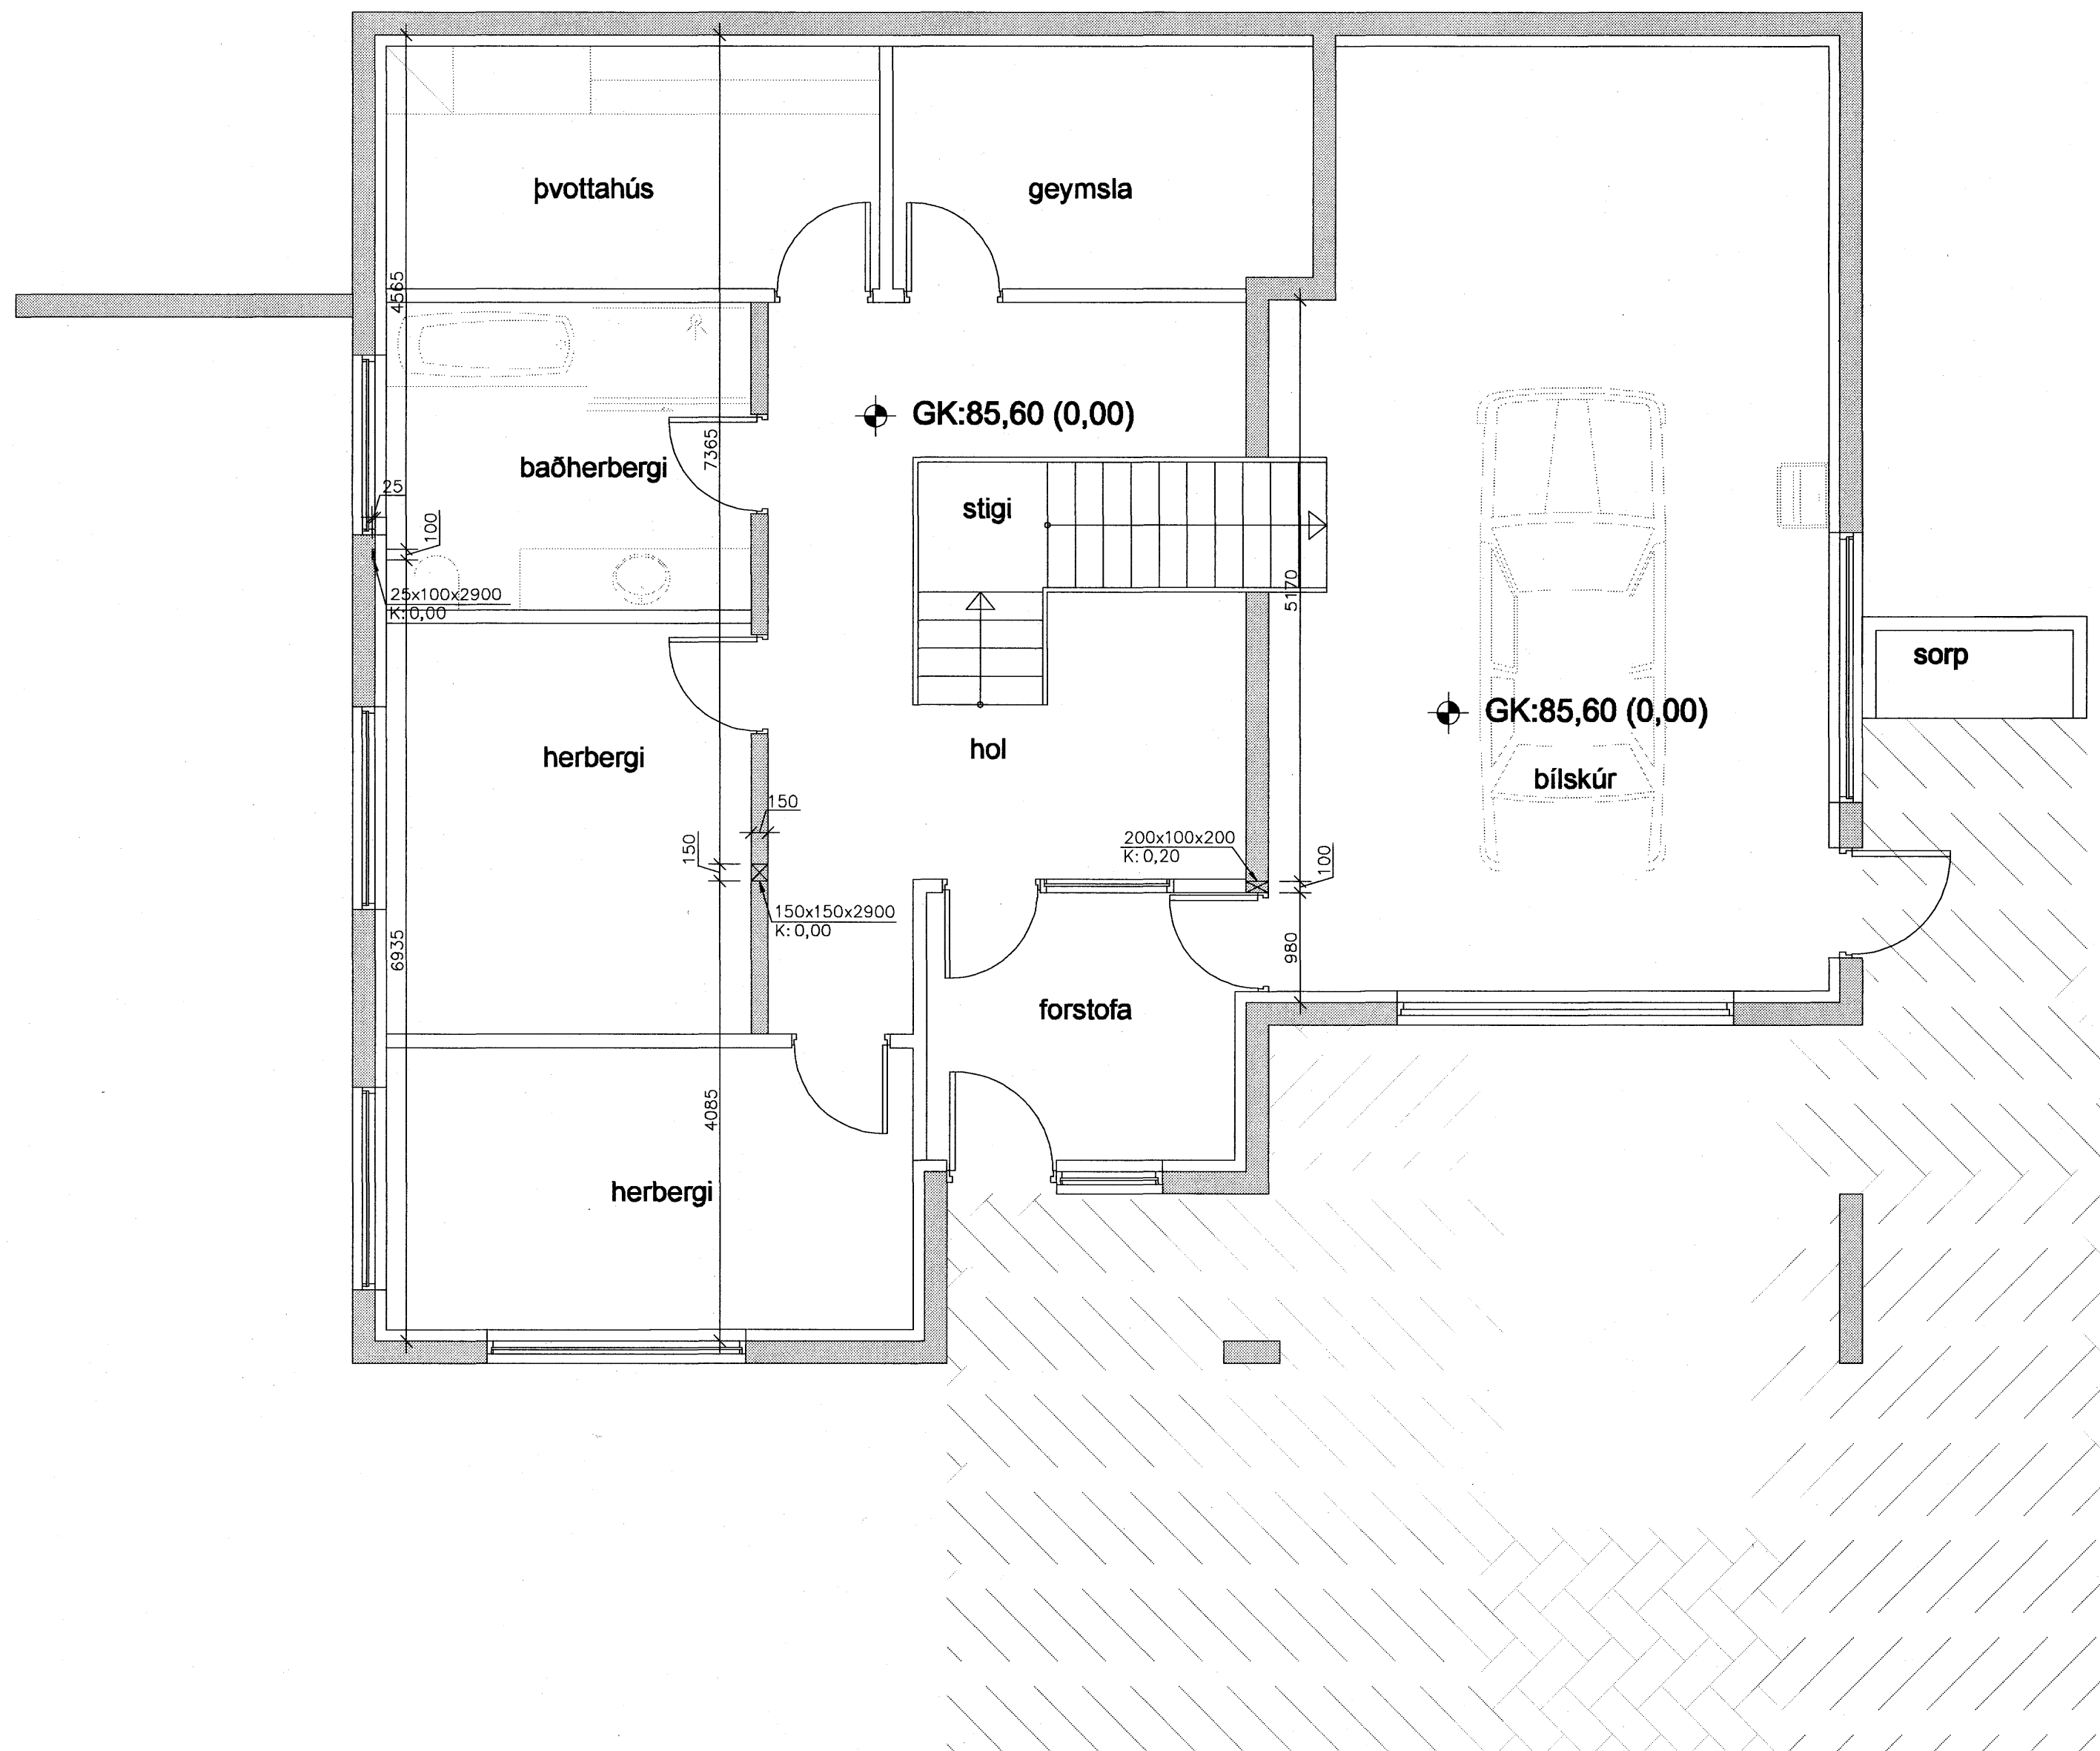 þvottahús
geymsla
4565
GK:85,60 (0,00)
7365
baðherbergi
25
stigi
100
25x100x2900
K:0,00
5170
sorp
GK:85,60 (0,00)
herbergi
hol
bílskúr
150
150
200x100x200
K:0,20
100
150x150x2900
K:0,00
6935
980
forstofa
4085
herbergi